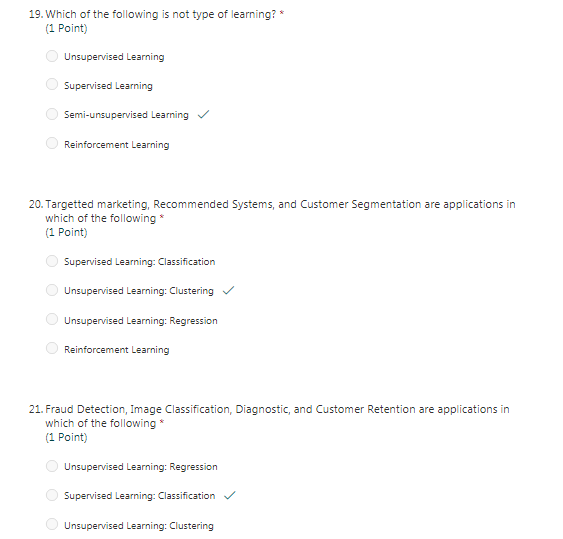 19. Which of the following is not type of learning? *
(1 Point)
Unsupervised Learning
Supervised Learning
Semi-unsupervised Learning
Reinforcement Learning
20. Targetted marketing, Recommended Systems, and Customer Segmentation are applications in
which of the following *
(1 Point)
Supervised Learning: Classification
Unsupervised Learning: Clustering
Unsupervised Learning: Regression
Reinforcement Learning
21. Fraud Detection, Image Classification, Diagnostic, and Customer Retention are applications in
which of the following *
(1 Point)
Unsupervised Learning: Regression
Supervised Learning: Classification
Unsupervised Learning: Clustering